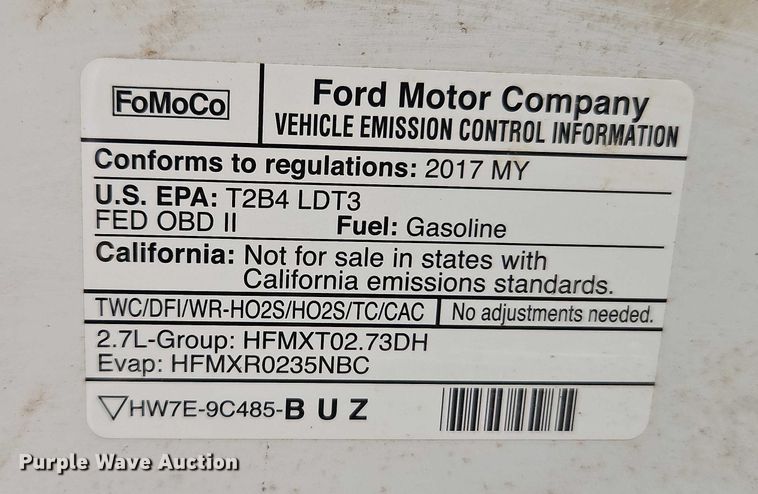 FoMoCo
Ford Motor Company
VEHICLE EMISSION CONTROL INFORMATION
Conforms to regulations: 2017 MY
U.S. EPA: T2B4 LDT3
FED OBD II Fuel: Gasoline
California: Not for sale in states with
California emissions standards.
TWC/DFI/WR-HO2S/HO2S/TC/CAC No adjustments needed.
2.7L-Group: HFMXT02.73DH
Evap: HFMXR0235NBC
HW7E-9C485-B U Z
Purple Wave Auction